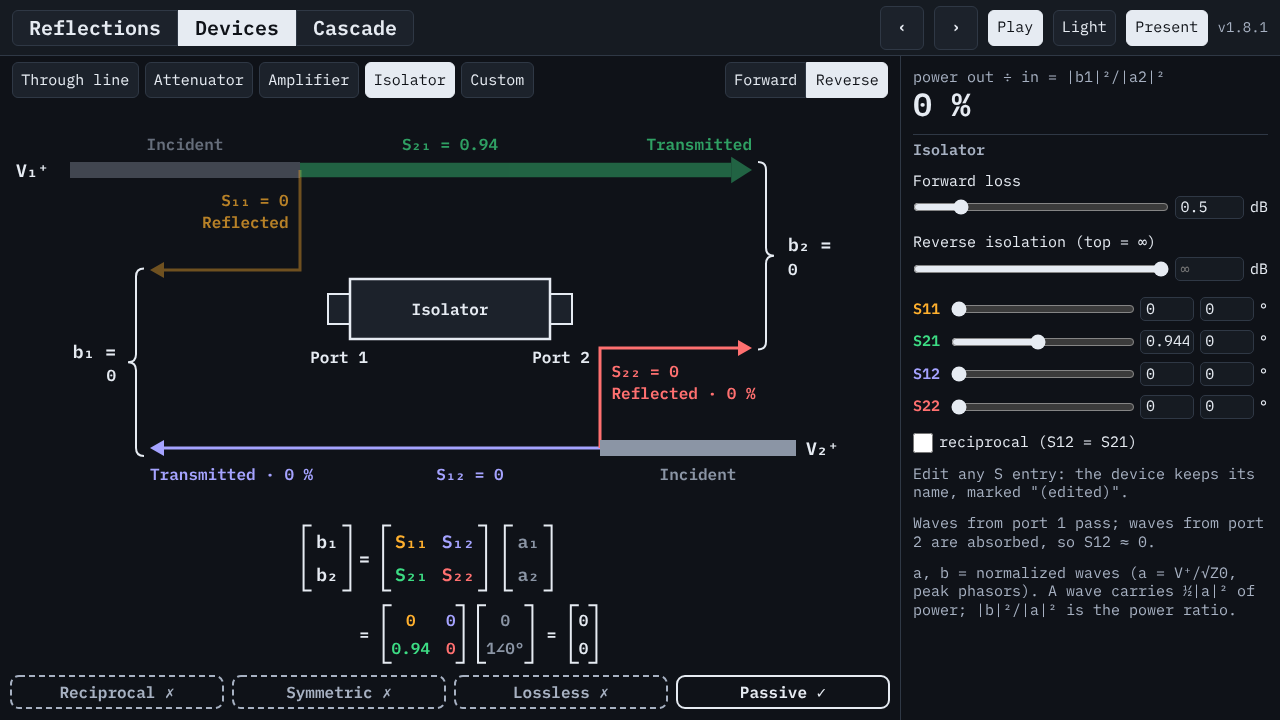 Reflections Devices Cascade ‹ › Play Light Present v1.8.1
Through line Attenuator Amplifier Isolator Custom Forward Reverse
Incident S₂₁ = 0.94 Transmitted
V₁⁺
S₁₁ = 0
Reflected
b₂ =
0
Isolator
b₁ =
0
Port 1 Port 2
S₂₂ = 0
Reflected · 0 %
V₂⁺
Transmitted · 0 % S₁₂ = 0 Incident
b₁ S₁₁ S₁₂ a₁
=
b₂ S₂₁ S₂₂ a₂
0 0 0 0
= =
0.94 0 1∠0° 0
Reciprocal ✗ Symmetric ✗ Lossless ✗ Passive ✓
power out ÷ in = |b1|²/|a2|²
0 %
Isolator
Forward loss
0.5 dB
Reverse isolation (top = ∞)
∞ dB
S11 0 0 °
S21 0.944 0 °
S12 0 0 °
S22 0 0 °
reciprocal (S12 = S21)
Edit any S entry: the device keeps its
name, marked "(edited)".
Waves from port 1 pass; waves from port
2 are absorbed, so S12 ≈ 0.
a, b = normalized waves (a = V⁺/√Z0,
peak phasors). A wave carries ½|a|² of
power; |b|²/|a|² is the power ratio.